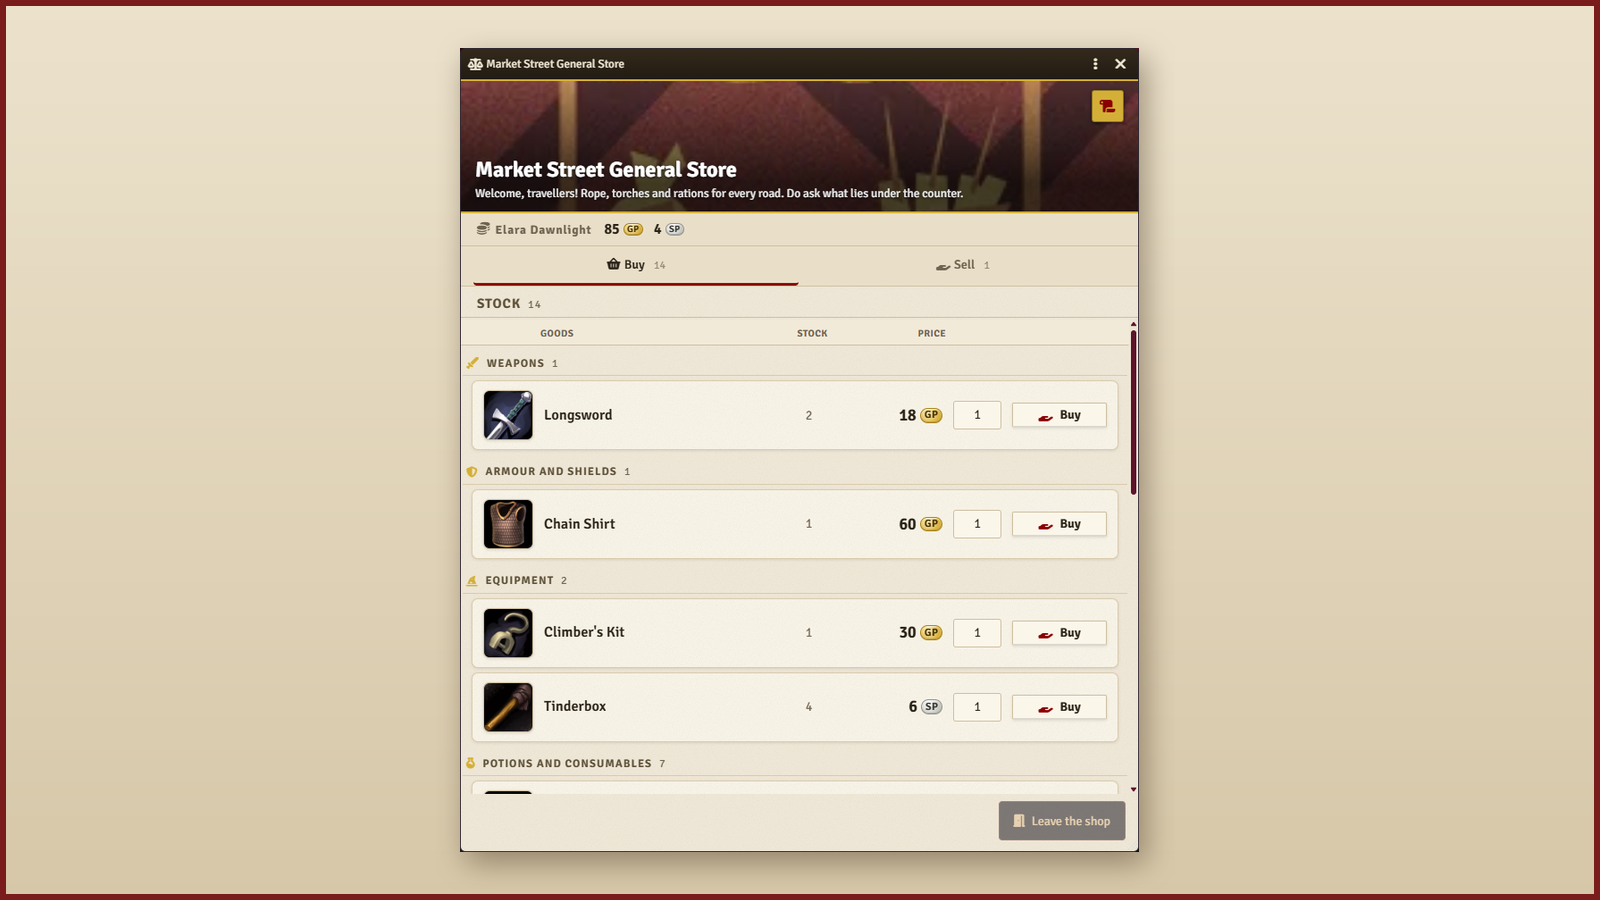 Market Street General Store
Market Street General Store
Welcome, travellers! Rope, torches and rations for every road. Do ask what lies under the counter.
Elara Dawnlight 85 GP 4 SP
Buy 14 Sell 1
STOCK 14
GOODS STOCK PRICE
WEAPONS 1
Longsword 2 18 GP 1 Buy
ARMOUR AND SHIELDS 1
Chain Shirt 1 60 GP 1 Buy
EQUIPMENT 2
Climber's Kit 1 30 GP 1 Buy
Tinderbox 4 6 SP 1 Buy
POTIONS AND CONSUMABLES 7
Leave the shop